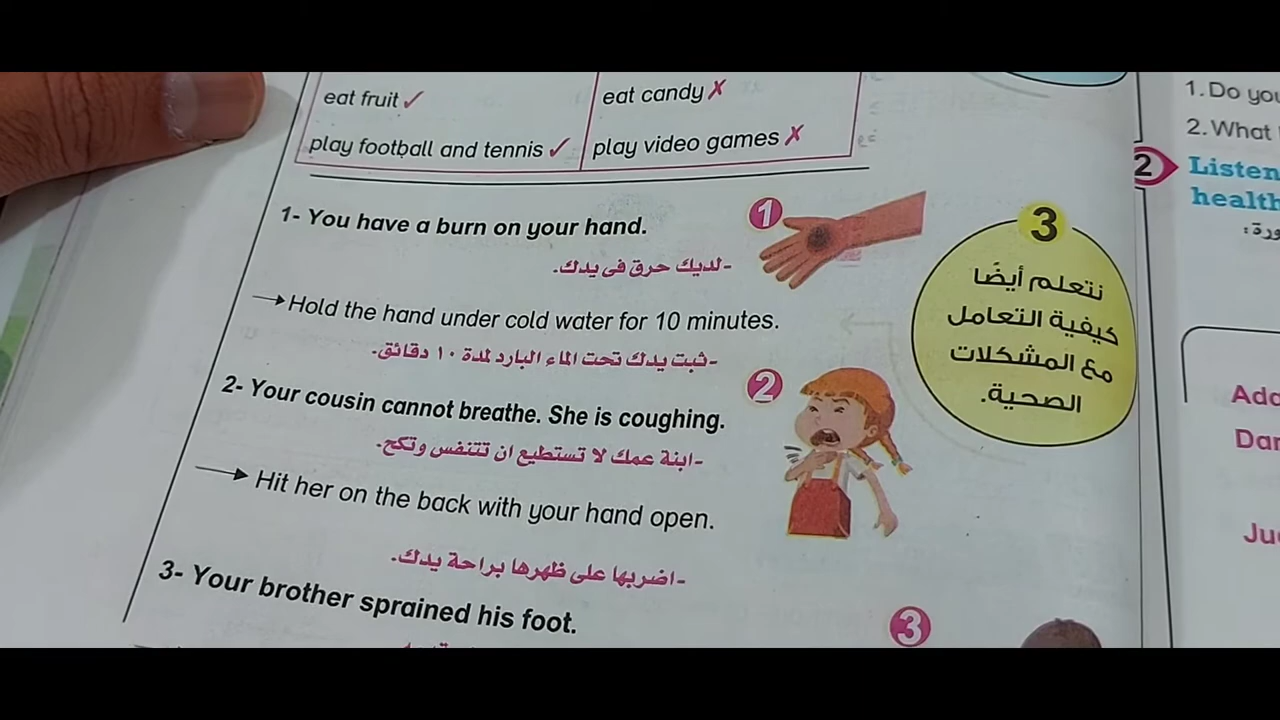 eat fruit ✓
eat candy ✗
play football and tennis ✓
play video games ✗
1- You have a burn on your hand.
1
-لديك حرق فى يدك.
Hold the hand under cold water for 10 minutes.
-ثبت يدك تحت الماء البارد لمدة ١٠ دقائق.
2- Your cousin cannot breathe. She is coughing.
2
-ابنة عمك لا تستطيع ان تتنفس وتكح.
Hit her on the back with your hand open.
-اضربها على ظهرها براحة يدك.
3- Your brother sprained his foot.
3
3
نتعلم أيضًا
كيفية التعامل
مع المشكلات
الصحية.
1. Do you
2. What
2
Listen
health